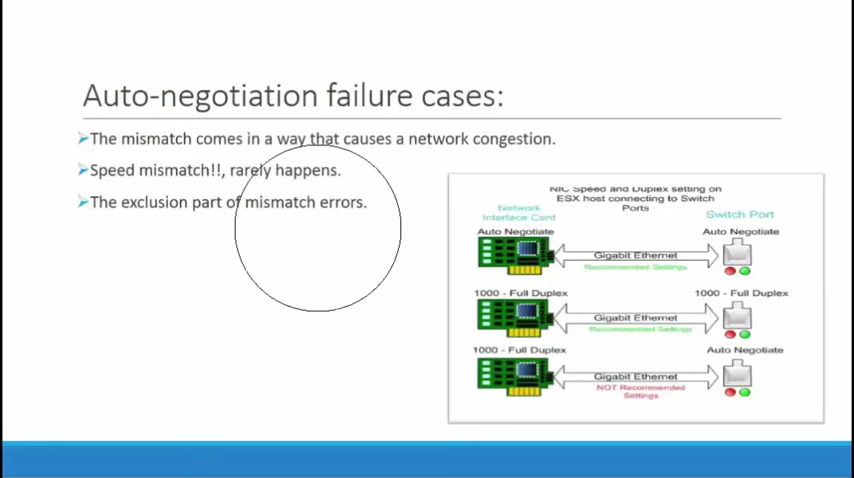 Auto-negotiation failure cases:
The mismatch comes in a way that causes a network congestion.
Speed mismatch!!, rarely happens.
The exclusion part of mismatch errors.
NIC Speed and Duplex setting on
ESX host connecting to Switch
Ports
Network
Interface Card
Switch Port
Auto Negotiate
Auto Negotiate
Gigabit Ethernet
Recommended Settings
1000 - Full Duplex
1000 - Full Duplex
Gigabit Ethernet
Recommended Settings
1000 - Full Duplex
Auto Negotiate
Gigabit Ethernet
NOT Recommended
Settings